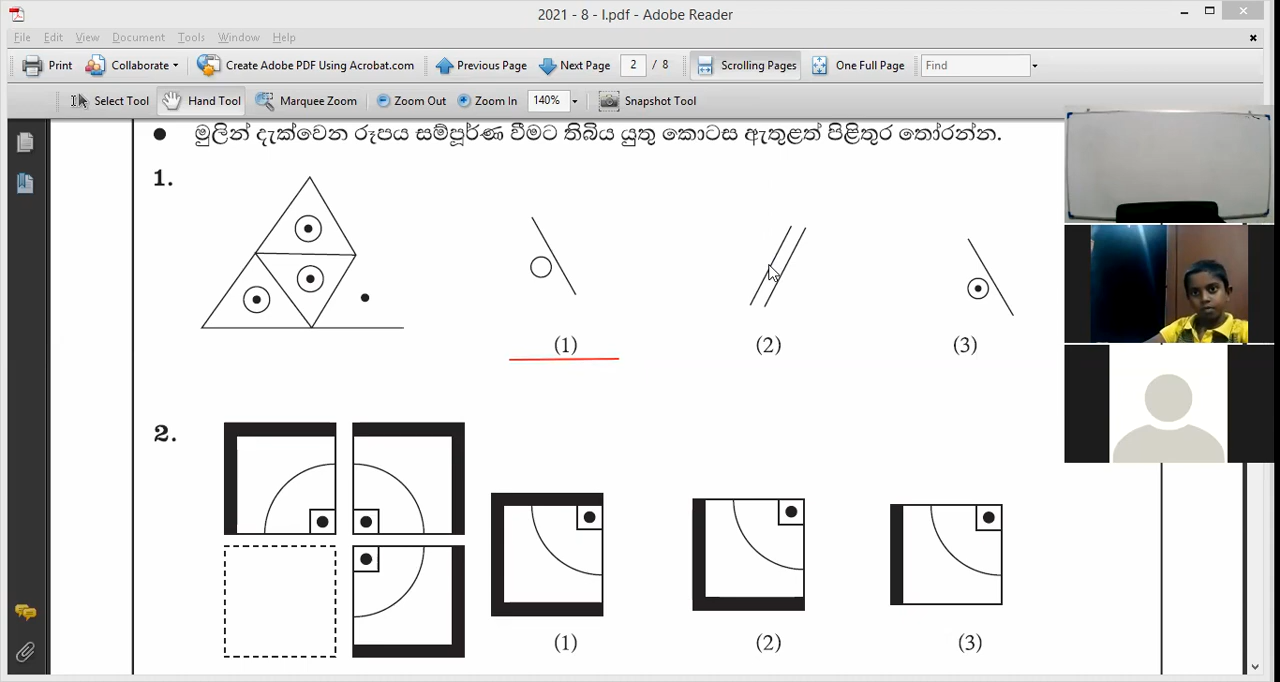 2021 - 8 - I.pdf - Adobe Reader
File Edit View Document Tools Window Help
Print Collaborate Create Adobe PDF Using Acrobat.com Previous Page Next Page 2 / 8 Scrolling Pages One Full Page Find
Select Tool Hand Tool Marquee Zoom Zoom Out Zoom In 140% Snapshot Tool
● මුලින් දැක්වෙන රූපය සම්පූර්ණ වීමට තිබිය යුතු කොටස ඇතුළත් පිළිතුර තෝරන්න.
1.
(1) (2) (3)
2.
(1) (2) (3)